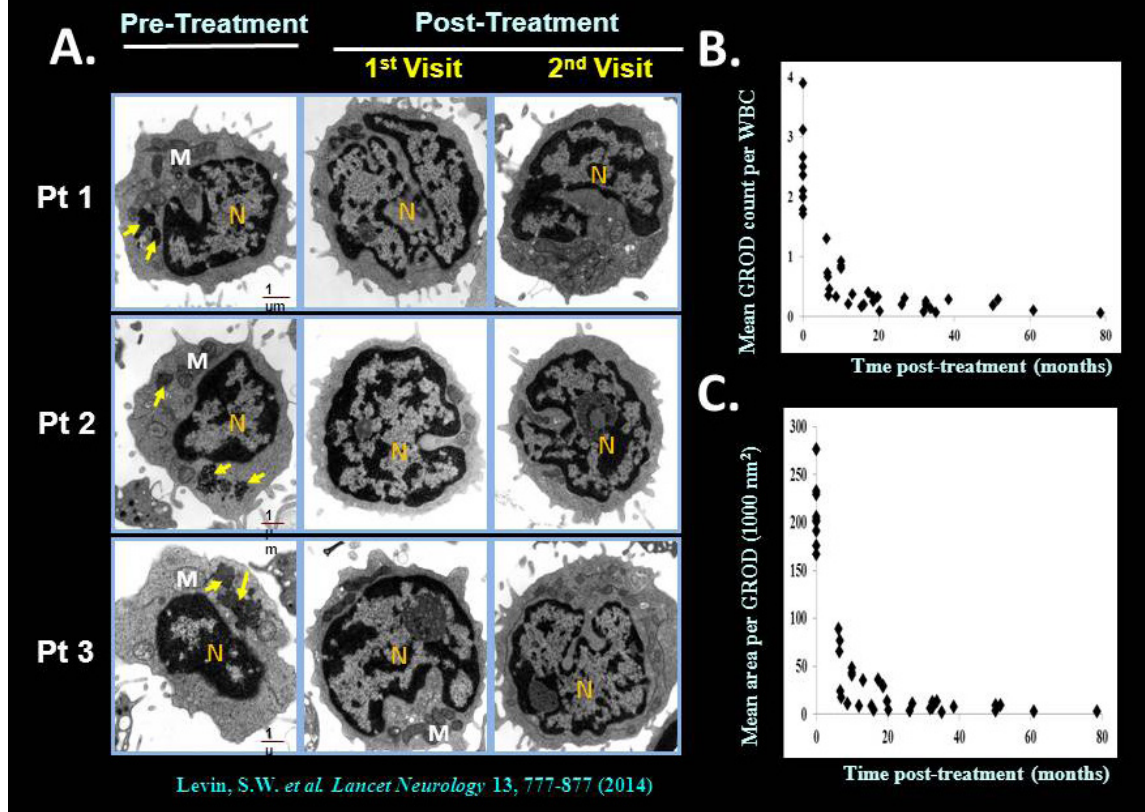 A.
Pre-Treatment
Post-Treatment
1st Visit
2nd Visit
Pt 1
M
N
1
μm
N
N
Pt 2
M
N
1
μ
m
N
N
Pt 3
M
N
1
μ
N
M
N
B.
Mean GROD count per WBC
4
3
2
1
0
0
20
40
60
80
Tme post-treatment (months)
C.
Mean area per GROD (1000 nm²)
300
250
200
150
100
50
0
0
20
40
60
80
Time post-treatment (months)
Levin, S.W. et al. Lancet Neurology 13, 777-877 (2014)